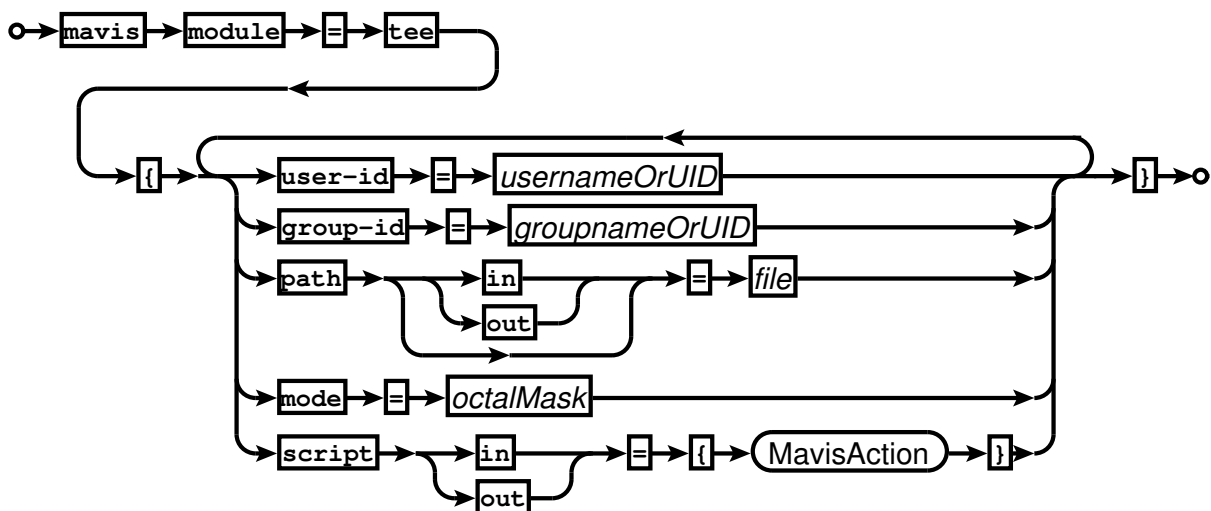 mavis module = tee
{ user-id = usernameOrUID }
group-id = groupnameOrUID
path in = file
out
mode = octalMask
script in = { MavisAction }
out